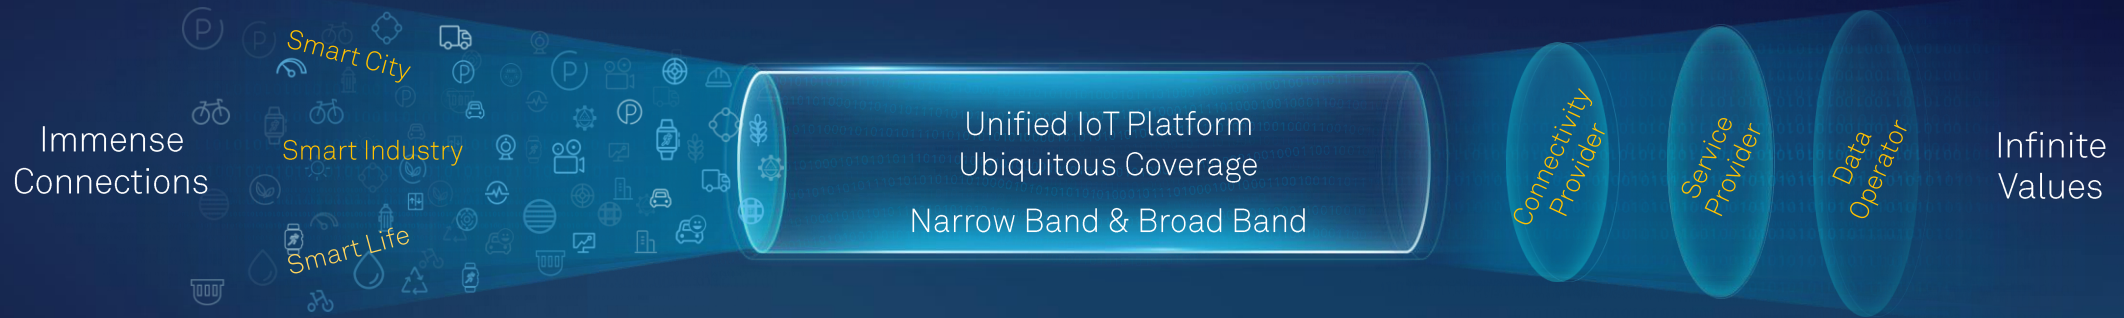 Immense
Connections
Smart City
Smart Industry
Smart Life
Unified IoT Platform
Ubiquitous Coverage
Narrow Band & Broad Band
Connectivity
Provider
Service
Provider
Data
Operator
Infinite
Values